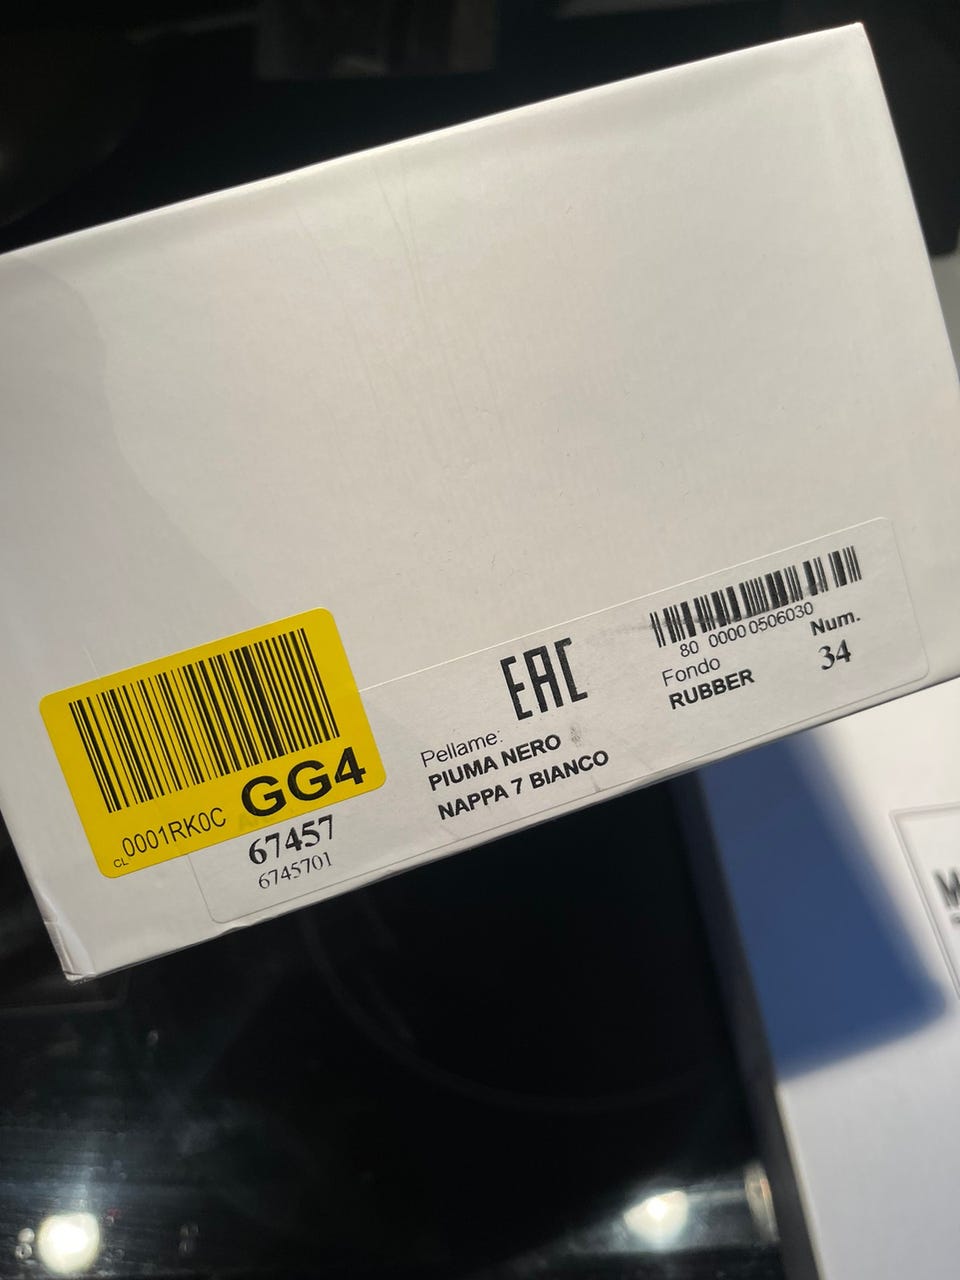 GG4
CL0001RK0C
67457
6745701
EAC
Pellame:
PIUMA NERO
NAPPA 7 BIANCO
80 0000 0506030
Fondo
RUBBER
Num.
34